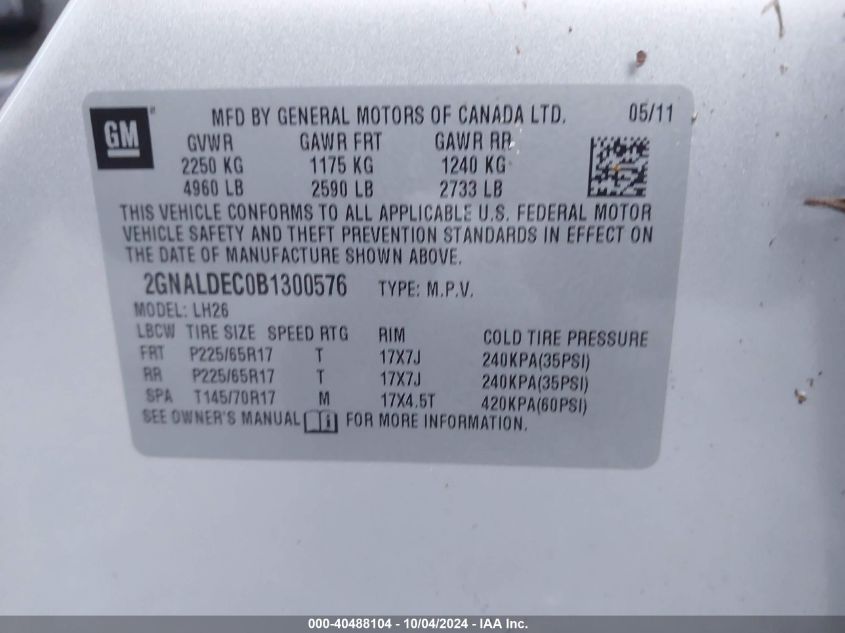 GM
MFD BY GENERAL MOTORS OF CANADA LTD. 05/11
GVWR GAWR FRT GAWR RR
2250 KG 1175 KG 1240 KG
4960 LB 2590 LB 2733 LB
THIS VEHICLE CONFORMS TO ALL APPLICABLE U.S. FEDERAL MOTOR
VEHICLE SAFETY AND THEFT PREVENTION STANDARDS IN EFFECT ON
THE DATE OF MANUFACTURE SHOWN ABOVE.
2GNALDEC0B1300576 TYPE: M.P.V.
MODEL: LH26
LBCW TIRE SIZE SPEED RTG RIM COLD TIRE PRESSURE
FRT P225/65R17 T 17X7J 240KPA(35PSI)
RR P225/65R17 T 17X7J 240KPA(35PSI)
SPA T145/70R17 M 17X4.5T 420KPA(60PSI)
SEE OWNER'S MANUAL FOR MORE INFORMATION.
000-40488104 - 10/04/2024 - IAA Inc.